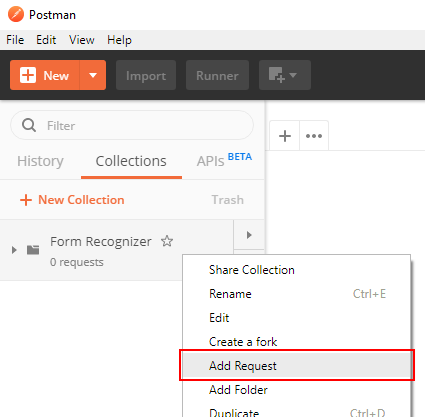 Postman
File Edit View Help
New Import Runner
Filter
History Collections APIs BETA
+ New Collection Trash
Form Recognizer
0 requests
Share Collection
Rename Ctrl+E
Edit
Create a fork
Add Request
Add Folder
Duplicate Ctrl+D